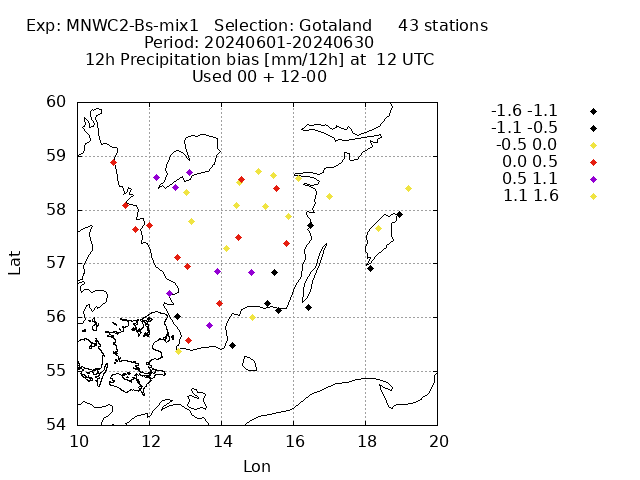 Exp: MNWC2-Bs-mix1 Selection: Gotaland 43 stations
Period: 20240601-20240630
12h Precipitation bias [mm/12h] at 12 UTC
Used 00 + 12-00
-1.6 -1.1
-1.1 -0.5
-0.5 0.0
0.0 0.5
0.5 1.1
1.1 1.6
60
59
58
57
56
55
54
Lat
10 12 14 16 18 20
Lon